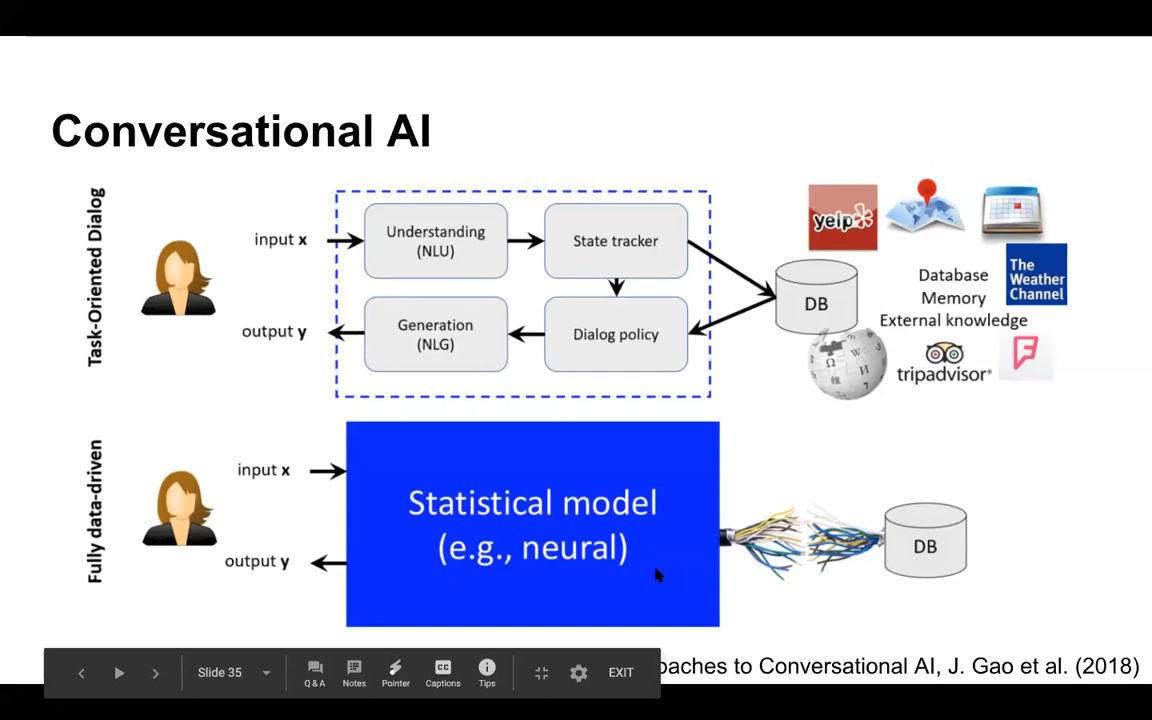 Conversational AI
Task-Oriented Dialog
input x
Understanding
(NLU)
State tracker
output y
Generation
(NLG)
Dialog policy
DB
yelp
The
Weather
Channel
Database
Memory
External knowledge
tripadvisor®
Fully data-driven
input x
output y
Statistical model
(e.g., neural)
DB
Slide 35
Q & A
Notes
Pointer
CC
Captions
Tips
EXIT
oaches to Conversational AI, J. Gao et al. (2018)